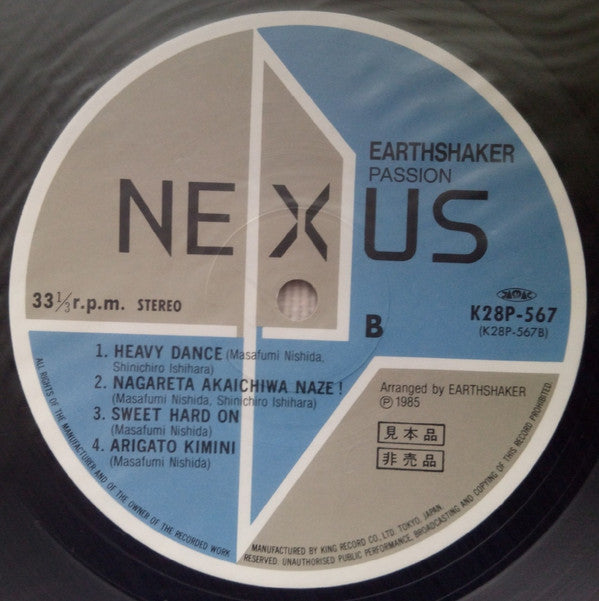 EARTHSHAKER
PASSION
NEXUS
33 1/3 r.p.m. STEREO
B
JASRAC
K28P-567
(K28P-567B)
1. HEAVY DANCE (Masafumi Nishida,
Shinichiro Ishihara)
2. NAGARETA AKAICHIWA NAZE!
(Masafumi Nishida, Shinichiro Ishihara)
3. SWEET HARD ON
(Masafumi Nishida)
4. ARIGATO KIMINI
(Masafumi Nishida)
Arranged by EARTHSHAKER
Ⓟ 1985
見本品
非売品
ALL RIGHTS OF THE MANUFACTURER AND OF THE OWNER OF THE RECORDED WORK
RESERVED. UNAUTHORISED PUBLIC PERFORMANCE, BROADCASTING AND COPYING OF THIS RECORD PROHIBITED
MANUFACTURED BY KING RECORD CO., LTD. TOKYO, JAPAN.